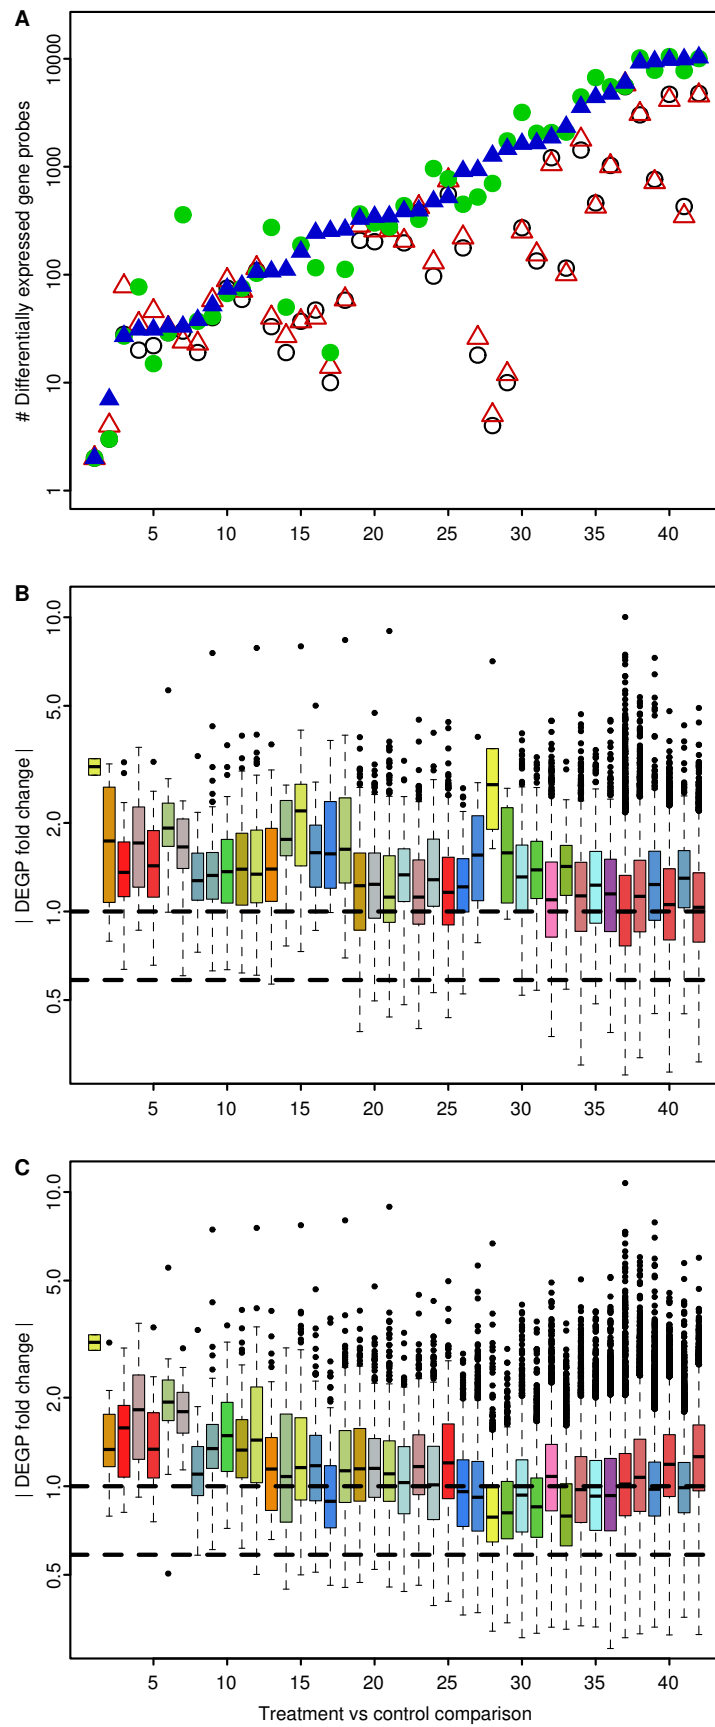 A
# Differentially expressed gene probes
10000
1000
100
10
1
5 10 15 20 25 30 35 40
B
| DEGP fold change |
10.0
5.0
2.0
1.0
0.5
5 10 15 20 25 30 35 40
C
| DEGP fold change |
10.0
5.0
2.0
1.0
0.5
5 10 15 20 25 30 35 40
Treatment vs control comparison